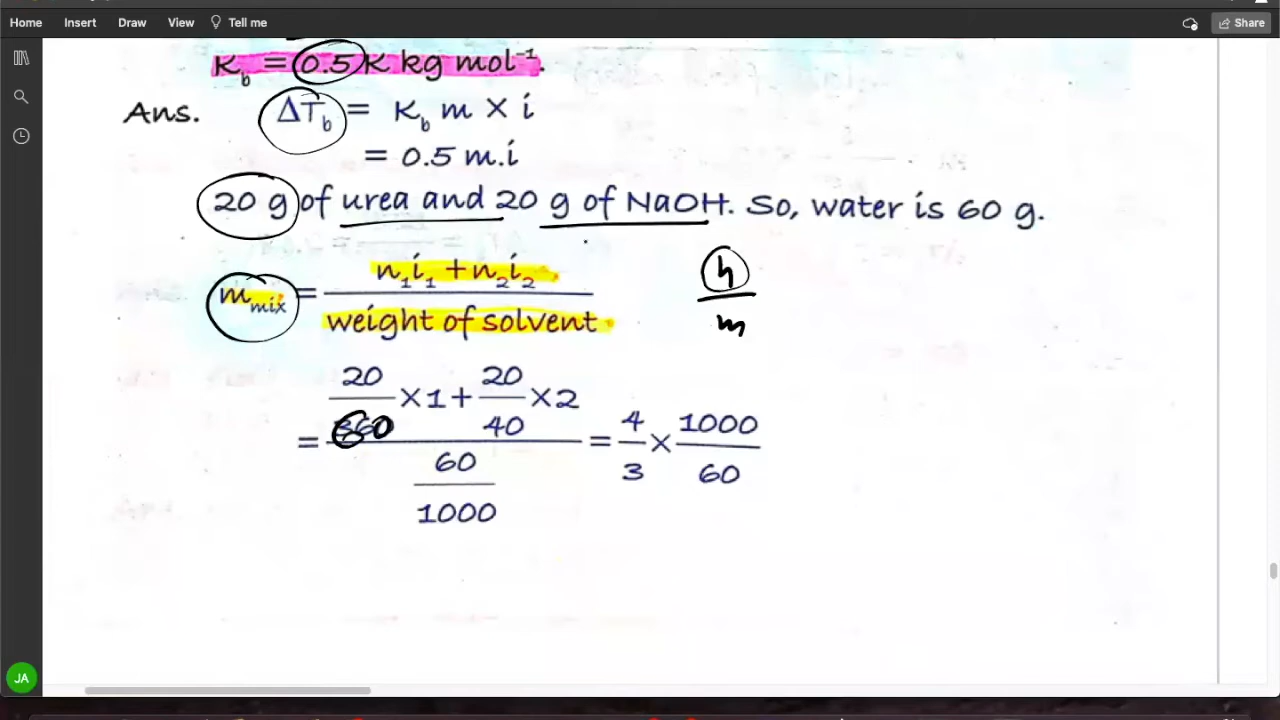 Home Insert Draw View Tell me Share
K_b = 0.5 K kg mol⁻¹.
Ans. ΔT_b = K_b m × i
= 0.5 m.i
20 g of urea and 20 g of NaOH. So, water is 60 g.
m_mix = (n₁i₁ + n₂i₂) / weight of solvent
h / m
= (20/60 × 1 + 20/40 × 2) / (60/1000) = 4/3 × 1000/60
JA